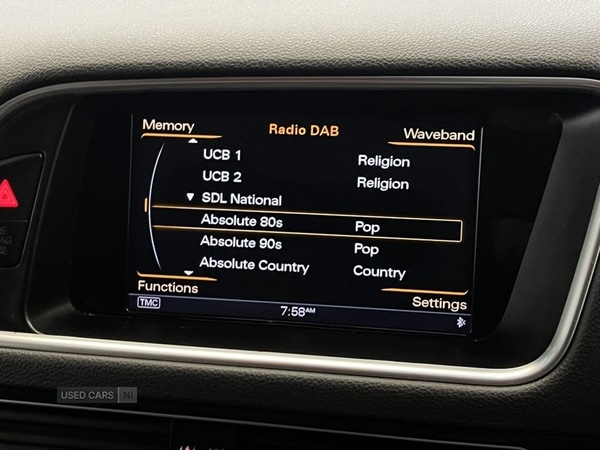 Memory
Radio DAB
Waveband
UCB 1 Religion
UCB 2 Religion
▼ SDL National
Absolute 80s Pop
Absolute 90s Pop
Absolute Country Country
Functions
Settings
TMC
7:58AM
USED CARS NI